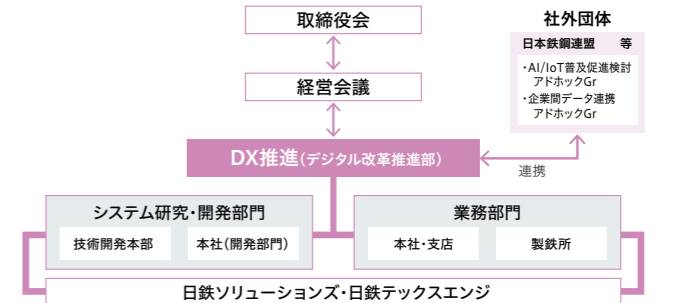 取締役会
経営会議
社外団体
日本鉄鋼連盟　等
・AI/IoT普及促進検討
アドホックGr
・企業間データ連携
アドホックGr
DX推進（デジタル改革推進部）
連携
システム研究・開発部門
技術開発本部
本社（開発部門）
業務部門
本社・支店
製鉄所
日鉄ソリューションズ・日鉄テックスエンジ